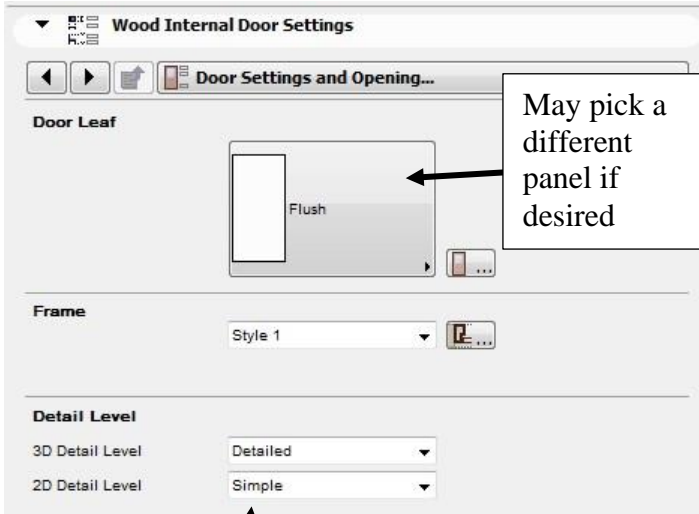 Wood Internal Door Settings
Door Settings and Opening...
Door Leaf
May pick a
different
panel if
desired
Flush
...
Frame
Style 1
...
Detail Level
3D Detail Level Detailed
2D Detail Level Simple